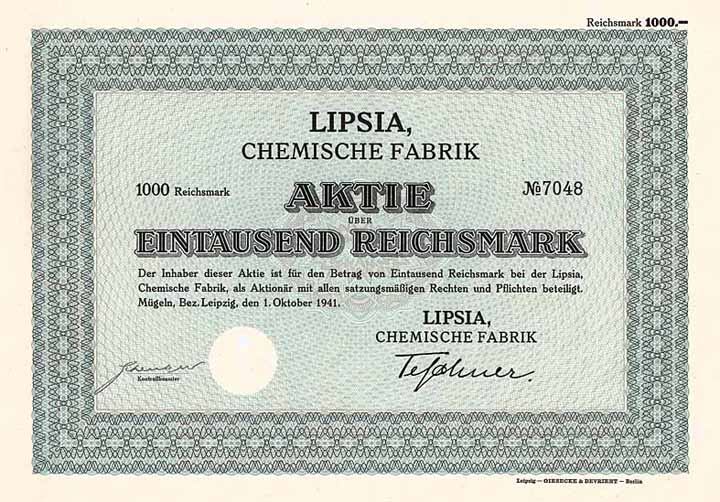 Reichsmark 1000.—
LIPSIA,
CHEMISCHE FABRIK
1000 Reichsmark AKTIE №7048
ÜBER
EINTAUSEND REICHSMARK
Der Inhaber dieser Aktie ist für den Betrag von Eintausend Reichsmark bei der Lipsia,
Chemische Fabrik, als Aktionär mit allen satzungsmäßigen Rechten und Pflichten beteiligt.
Mügeln, Bez. Leipzig, den 1. Oktober 1941.
LIPSIA,
CHEMISCHE FABRIK
Kontrollbeamter
Leipzig — GIESECKE & DEVRIENT — Berlin